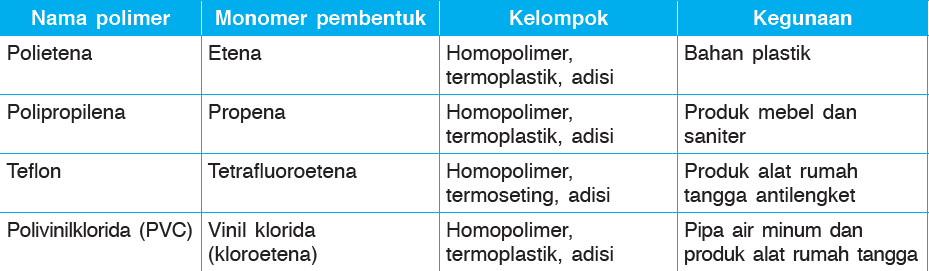 Nama polimer Monomer pembentuk Kelompok Kegunaan
Polietena Etena Homopolimer, Bahan plastik
termoplastik, adisi
Polipropilena Propena Homopolimer, Produk mebel dan
termoplastik, adisi saniter
Teflon Tetrafluoroetena Homopolimer, Produk alat rumah
termoseting, adisi tangga antilengket
Polivinilklorida (PVC) Vinil klorida Homopolimer, Pipa air minum dan
(kloroetena) termoplastik, adisi produk alat rumah tangga